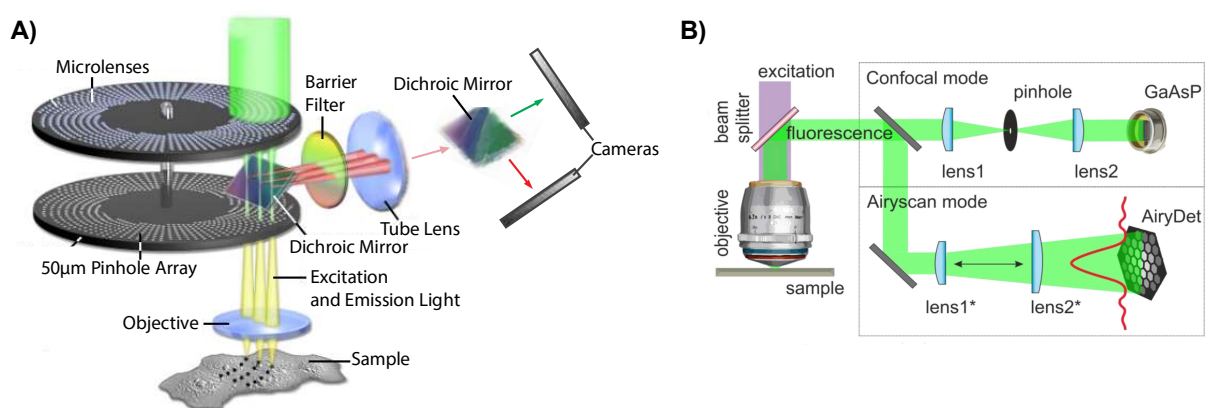 A)
Microlenses
Barrier
Filter
Dichroic Mirror
Cameras
Tube Lens
Dichroic Mirror
50µm Pinhole Array
Excitation
and Emission Light
Objective
Sample
B)
excitation
beam
splitter
fluorescence
objective
sample
Confocal mode
pinhole
GaAsP
lens1
lens2
Airyscan mode
AiryDet
lens1*
lens2*